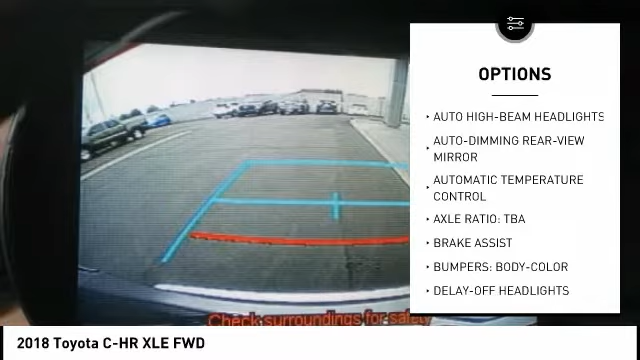 OPTIONS
• AUTO HIGH-BEAM HEADLIGHTS
• AUTO-DIMMING REAR-VIEW
MIRROR
• AUTOMATIC TEMPERATURE
CONTROL
• AXLE RATIO: TBA
• BRAKE ASSIST
• BUMPERS: BODY-COLOR
• DELAY-OFF HEADLIGHTS
Check surroundings for safety
2018 Toyota C-HR XLE FWD